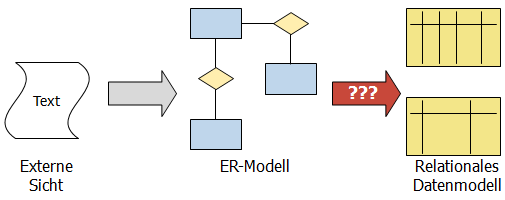 Text
???
Externe
Sicht
ER-Modell
Relationales
Datenmodell